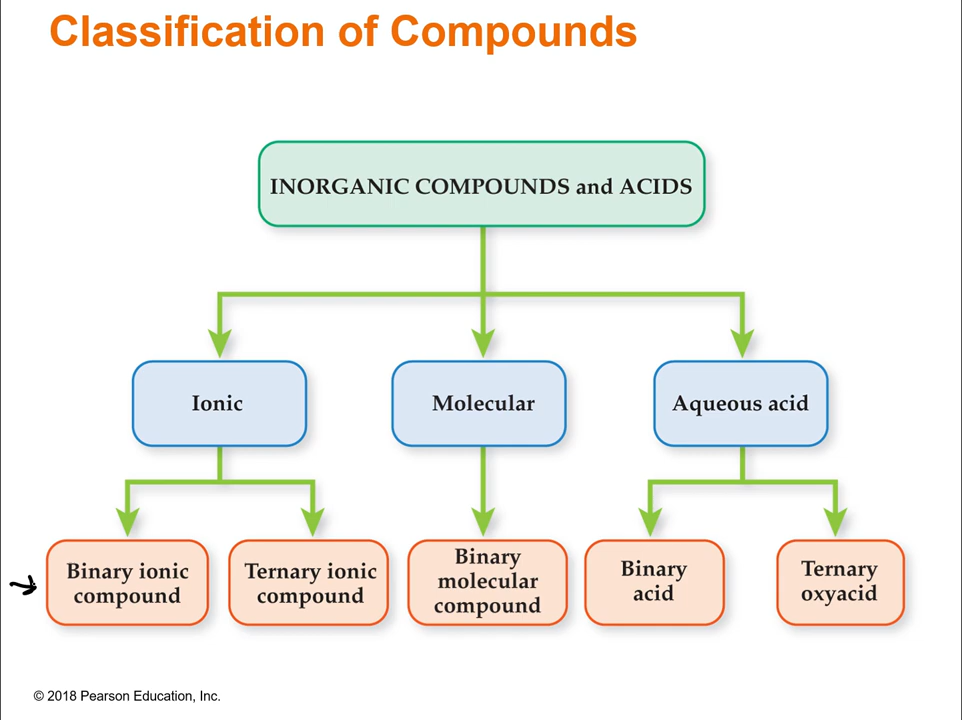 Classification of Compounds
INORGANIC COMPOUNDS and ACIDS
Ionic
Molecular
Aqueous acid
Binary ionic
compound
Ternary ionic
compound
Binary
molecular
compound
Binary
acid
Ternary
oxyacid
© 2018 Pearson Education, Inc.